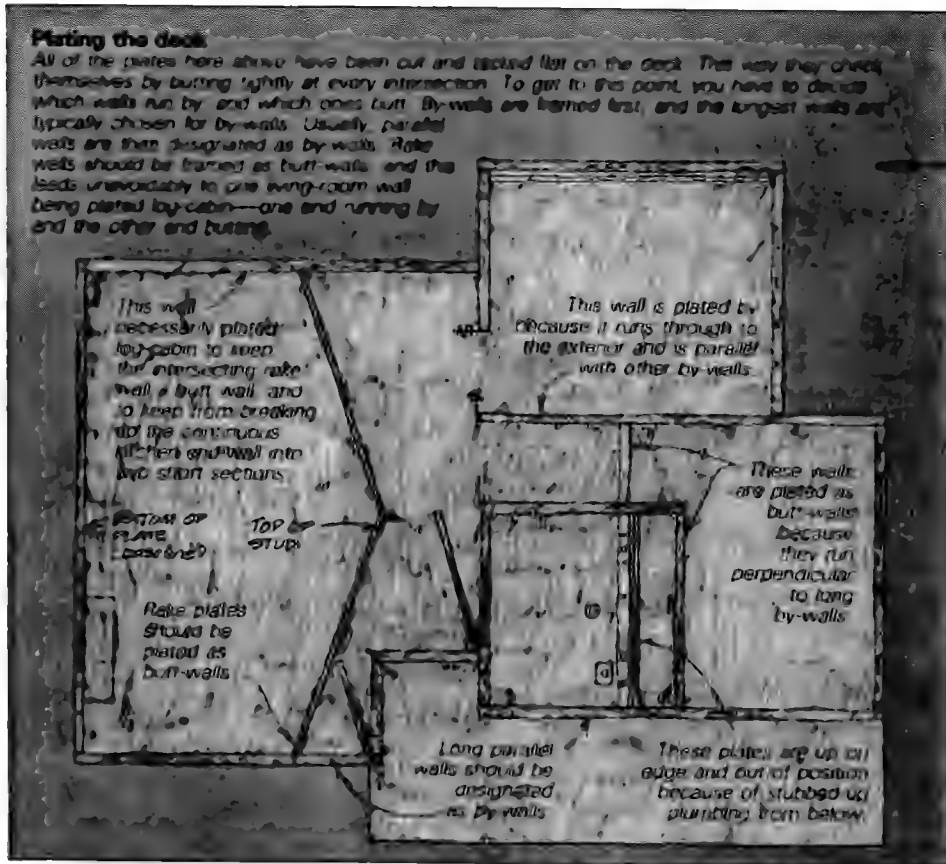 Plating the deck
All of the plates here above have been cut and tacked flat on the deck. This way they check
themselves by butting tightly at every intersection. To get to this point, you have to decide
which walls run by and which ones butt. By-walls are framed first, and the longest walls are
typically chosen for by-walls. Usually, parallel
walls are then designated as by-walls. Rake
walls should be framed as butt-walls, and this
leads unavoidably to one living-room wall
being plated log-cabin—one end running by
and the other end butting.
This wall
necessarily plated
log-cabin to keep
the intersecting rake
wall a butt wall, and
to keep from breaking
up the continuous
kitchen end-wall into
two short sections.
This wall is plated by
because it runs through to
the exterior and is parallel
with other by-walls.
These walls
are plated as
butt-walls
because
they run
perpendicular
to long
by-walls
BOTTOM OF
PLATE
TOP
STUB
Rake plates
should be
plated as
butt-walls
Long parallel
walls should be
designated
as by-walls
These plates are up on
edge and out of position
because of stubbed up
plumbing from below.